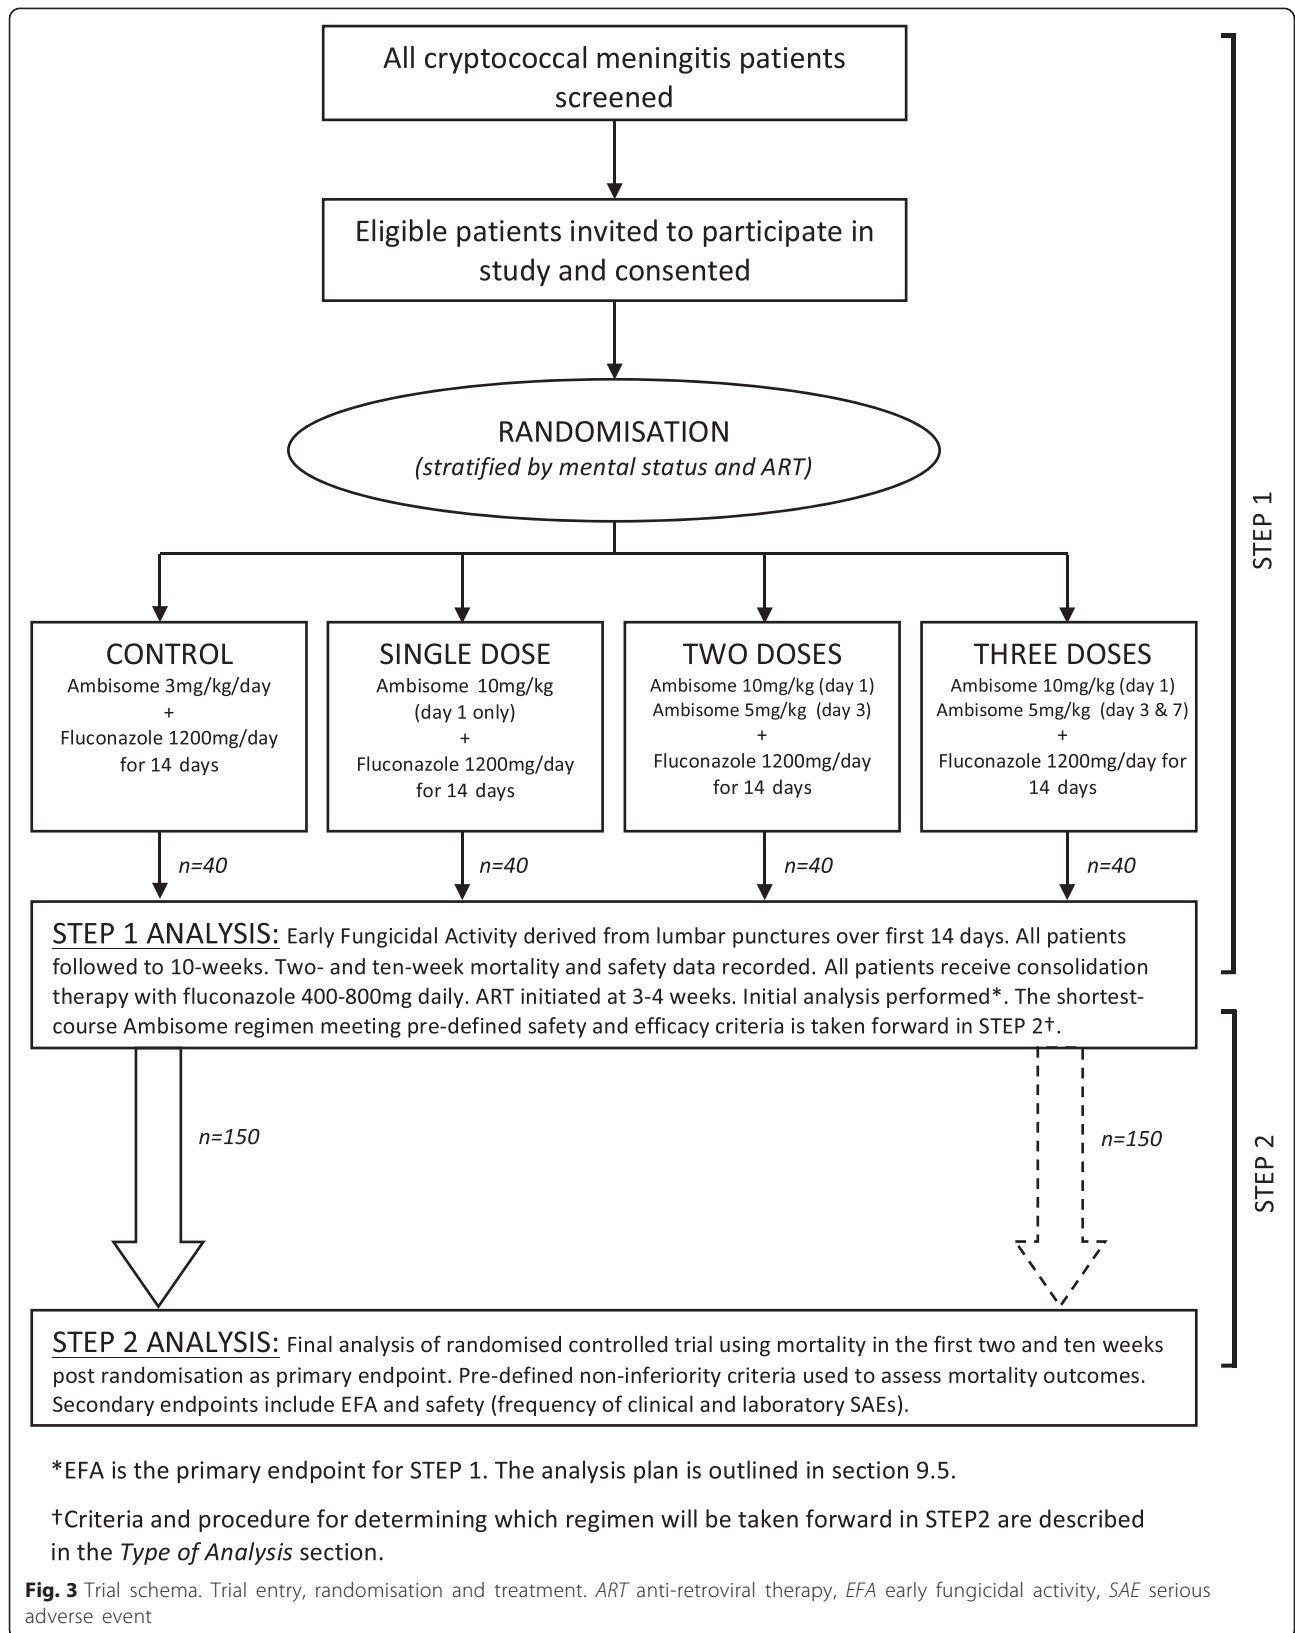 All cryptococcal meningitis patients
screened
Eligible patients invited to participate in
study and consented
RANDOMISATION
(stratified by mental status and ART)
STEP 1
CONTROL
Ambisome 3mg/kg/day
+
Fluconazole 1200mg/day
for 14 days
SINGLE DOSE
Ambisome 10mg/kg
(day 1 only)
+
Fluconazole 1200mg/day
for 14 days
TWO DOSES
Ambisome 10mg/kg (day 1)
Ambisome 5mg/kg (day 3)
+
Fluconazole 1200mg/day
for 14 days
THREE DOSES
Ambisome 10mg/kg (day 1)
Ambisome 5mg/kg (day 3 & 7)
+
Fluconazole 1200mg/day for
14 days
n=40
n=40
n=40
n=40
STEP 1 ANALYSIS: Early Fungicidal Activity derived from lumbar punctures over first 14 days. All patients
followed to 10-weeks. Two- and ten-week mortality and safety data recorded. All patients receive consolidation
therapy with fluconazole 400-800mg daily. ART initiated at 3-4 weeks. Initial analysis performed*. The shortest-
course Ambisome regimen meeting pre-defined safety and efficacy criteria is taken forward in STEP 2†.
n=150
n=150
STEP 2
STEP 2 ANALYSIS: Final analysis of randomised controlled trial using mortality in the first two and ten weeks
post randomisation as primary endpoint. Pre-defined non-inferiority criteria used to assess mortality outcomes.
Secondary endpoints include EFA and safety (frequency of clinical and laboratory SAEs).
*EFA is the primary endpoint for STEP 1. The analysis plan is outlined in section 9.5.
†Criteria and procedure for determining which regimen will be taken forward in STEP2 are described
in the Type of Analysis section.
Fig. 3 Trial schema. Trial entry, randomisation and treatment. ART anti-retroviral therapy, EFA early fungicidal activity, SAE serious
adverse event